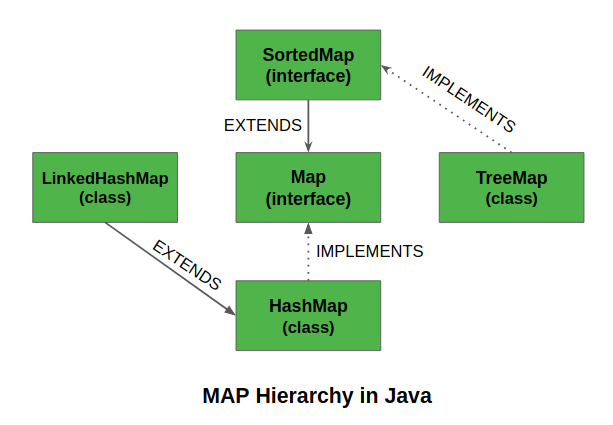 SortedMap
(interface)
IMPLEMENTS
EXTENDS
LinkedHashMap
(class)
Map
(interface)
TreeMap
(class)
EXTENDS
IMPLEMENTS
HashMap
(class)
MAP Hierarchy in Java